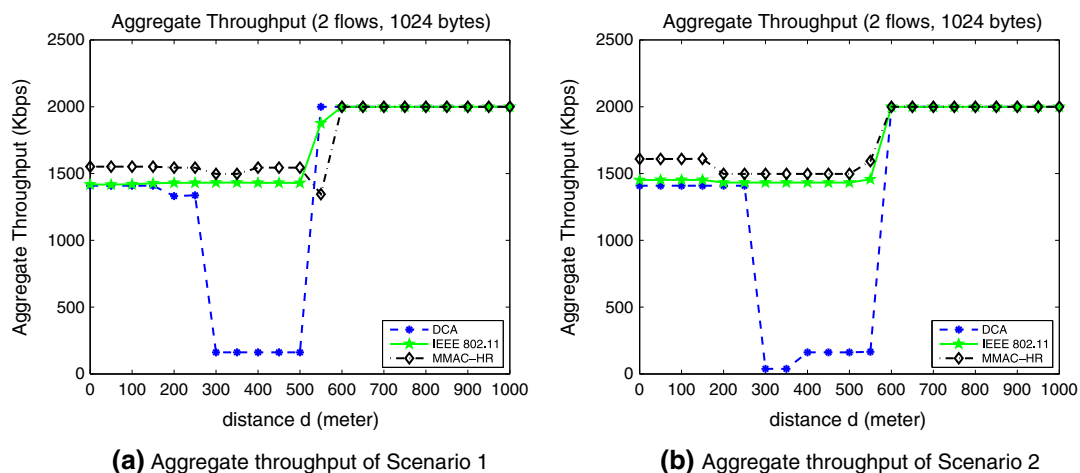 Aggregate Throughput (2 flows, 1024 bytes)
2500
2000
1500
1000
500
0
Aggregate Throughput (Kbps)
DCA
IEEE 802.11
MMAC–HR
0 100 200 300 400 500 600 700 800 900 1000
distance d (meter)
(a) Aggregate throughput of Scenario 1
Aggregate Throughput (2 flows, 1024 bytes)
2500
2000
1500
1000
500
0
Aggregate Throughput (Kbps)
DCA
IEEE 802.11
MMAC–HR
0 100 200 300 400 500 600 700 800 900 1000
distance d (meter)
(b) Aggregate throughput of Scenario 2